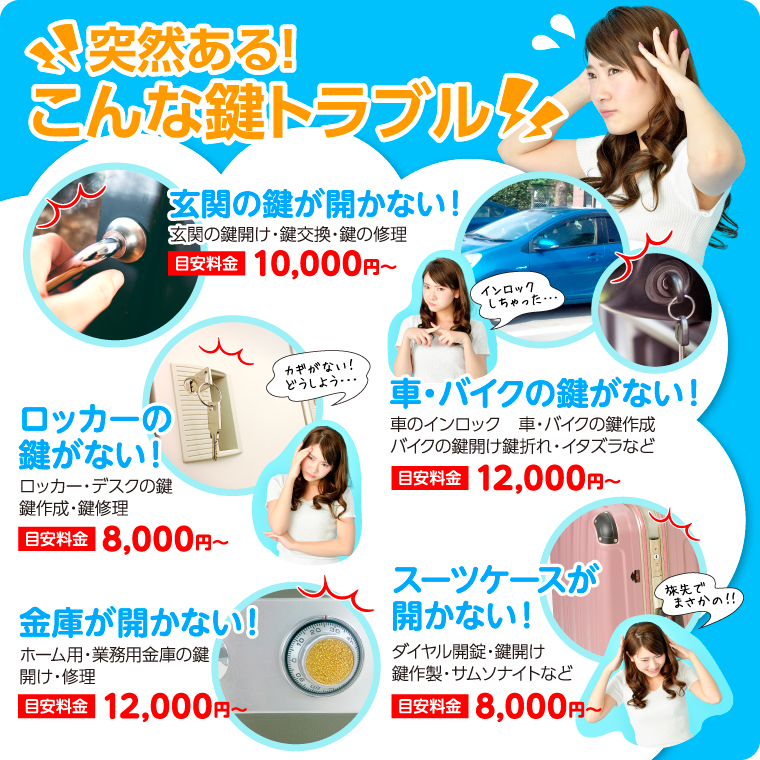 突然ある!
こんな鍵トラブル
玄関の鍵が開かない!
玄関の鍵開け・鍵交換・鍵の修理
目安料金 10,000円～
インロック
しちゃった・・・
車・バイクの鍵がない!
車のインロック　車・バイクの鍵作成
バイクの鍵開け鍵折れ・イタズラなど
目安料金 12,000円～
カギがない!
どうしよう・・・
ロッカーの
鍵がない!
ロッカー・デスクの鍵
鍵作成・鍵修理
目安料金 8,000円～
金庫が開かない!
ホーム用・業務用金庫の鍵
開け・修理
目安料金 12,000円～
スーツケースが
開かない!
旅先で
まさかの!!
ダイヤル開錠・鍵開け
鍵作製・サムソナイトなど
目安料金 8,000円～